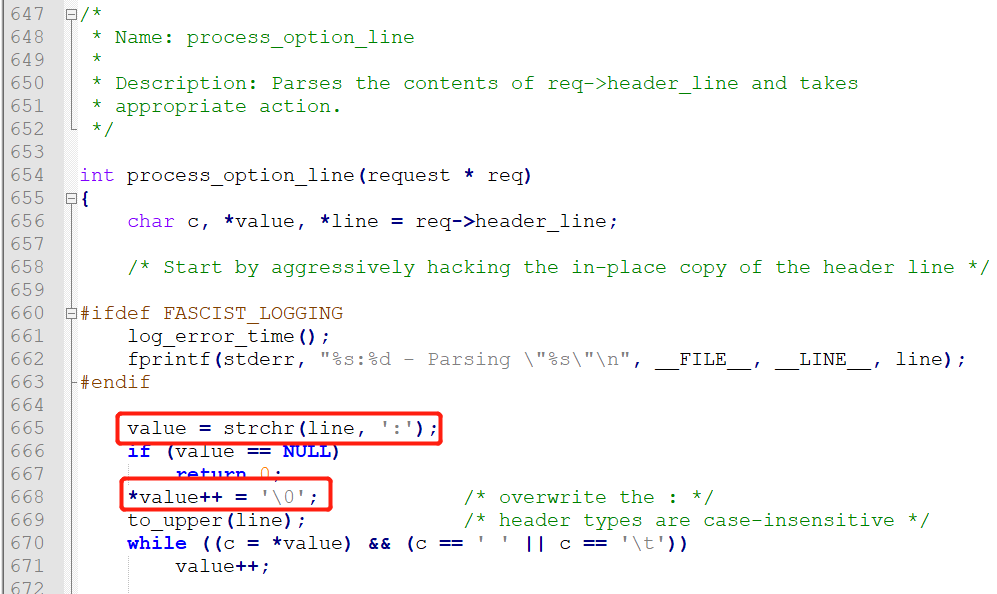 647 /*
648 * Name: process_option_line
649 *
650 * Description: Parses the contents of req->header_line and takes
651 * appropriate action.
652 */
653
654 int process_option_line(request * req)
655 {
656 char c, *value, *line = req->header_line;
657
658 /* Start by aggressively hacking the in-place copy of the header line */
659
660 #ifdef FASCIST_LOGGING
661 log_error_time();
662 fprintf(stderr, "%s:%d - Parsing \"%s\"\n", __FILE__, __LINE__, line);
663 #endif
664
665 value = strchr(line, ':');
666 if (value == NULL)
667 return 0;
668 *value++ = '\0'; /* overwrite the : */
669 to_upper(line); /* header types are case-insensitive */
670 while ((c = *value) && (c == ' ' || c == '\t'))
671 value++;
672